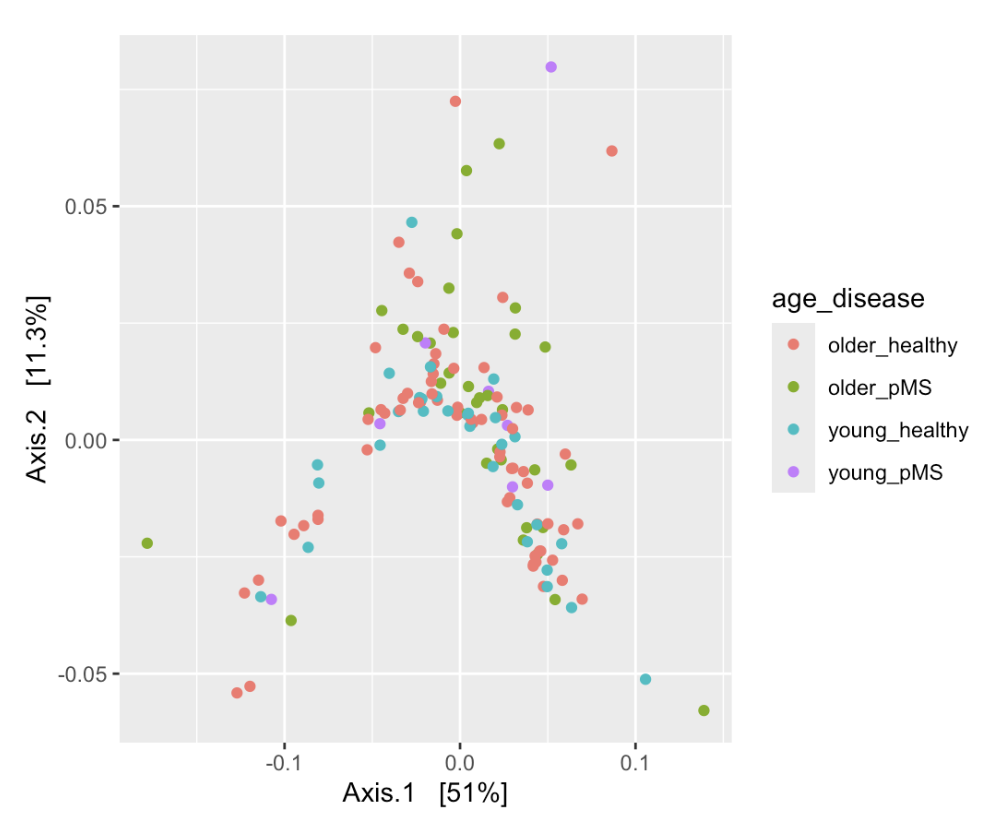 0.05
0.00
-0.05
Axis.2 [11.3%]
-0.1 0.0 0.1
Axis.1 [51%]
age_disease
older_healthy
older_pMS
young_healthy
young_pMS